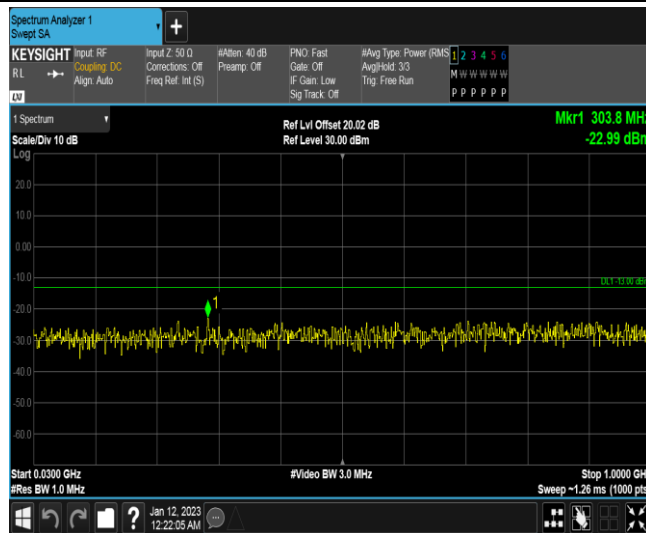 Spectrum Analyzer 1
Swept SA
+
KEYSIGHT Input: RF Input Z: 50 Ω #Atten: 40 dB PNO: Fast #Avg Type: Power (RMS 1 2 3 4 5 6
RL Coupling: DC Corrections: Off Preamp: Off Gate: Off Avg|Hold: 3/3 M W W W W W
Align: Auto Freq Ref: Int (S) IF Gain: Low Trig: Free Run
Sig Track: Off P P P P P P
LXI
1 Spectrum Ref Lvl Offset 20.02 dB Mkr1 303.8 MHz
Scale/Div 10 dB Ref Level 30.00 dBm -22.99 dBm
Log
20.0
10.0
0.00
-10.0 DL1 -13.00 dBm
-20.0 1
-30.0
-40.0
-50.0
-60.0
Start 0.0300 GHz #Video BW 3.0 MHz Stop 1.0000 GHz
#Res BW 1.0 MHz Sweep ~1.26 ms (1000 pts)
? Jan 12, 2023
12:22:05 AM